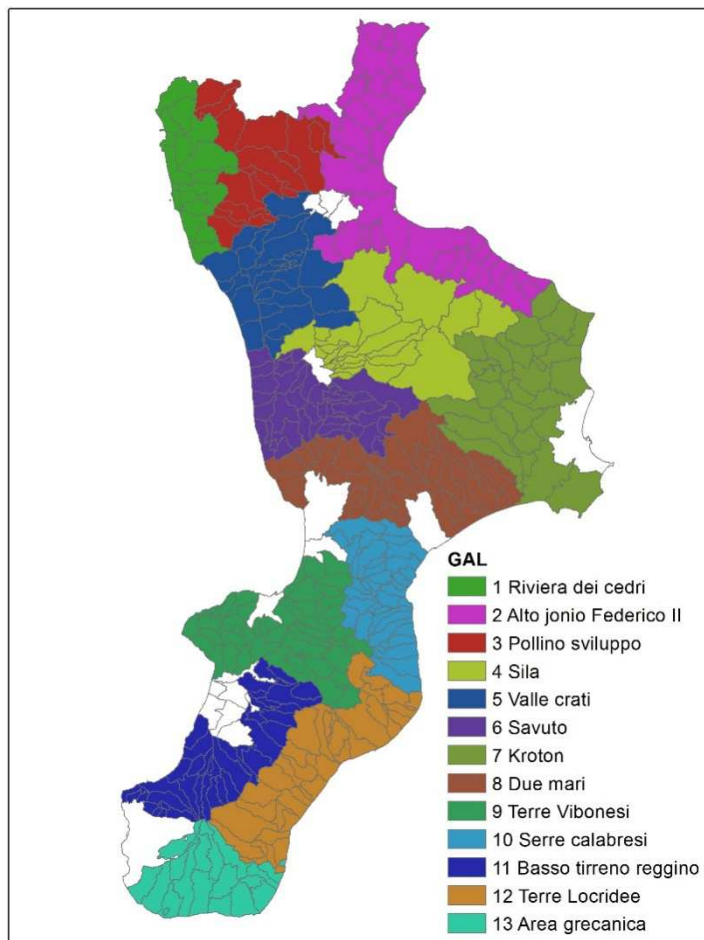 GAL
1 Riviera dei cedri
2 Alto jonio Federico II
3 Pollino sviluppo
4 Sila
5 Valle crati
6 Savuto
7 Kroton
8 Due mari
9 Terre Vibonesi
10 Serre calabresi
11 Basso tirreno reggino
12 Terre Locridee
13 Area grecanica